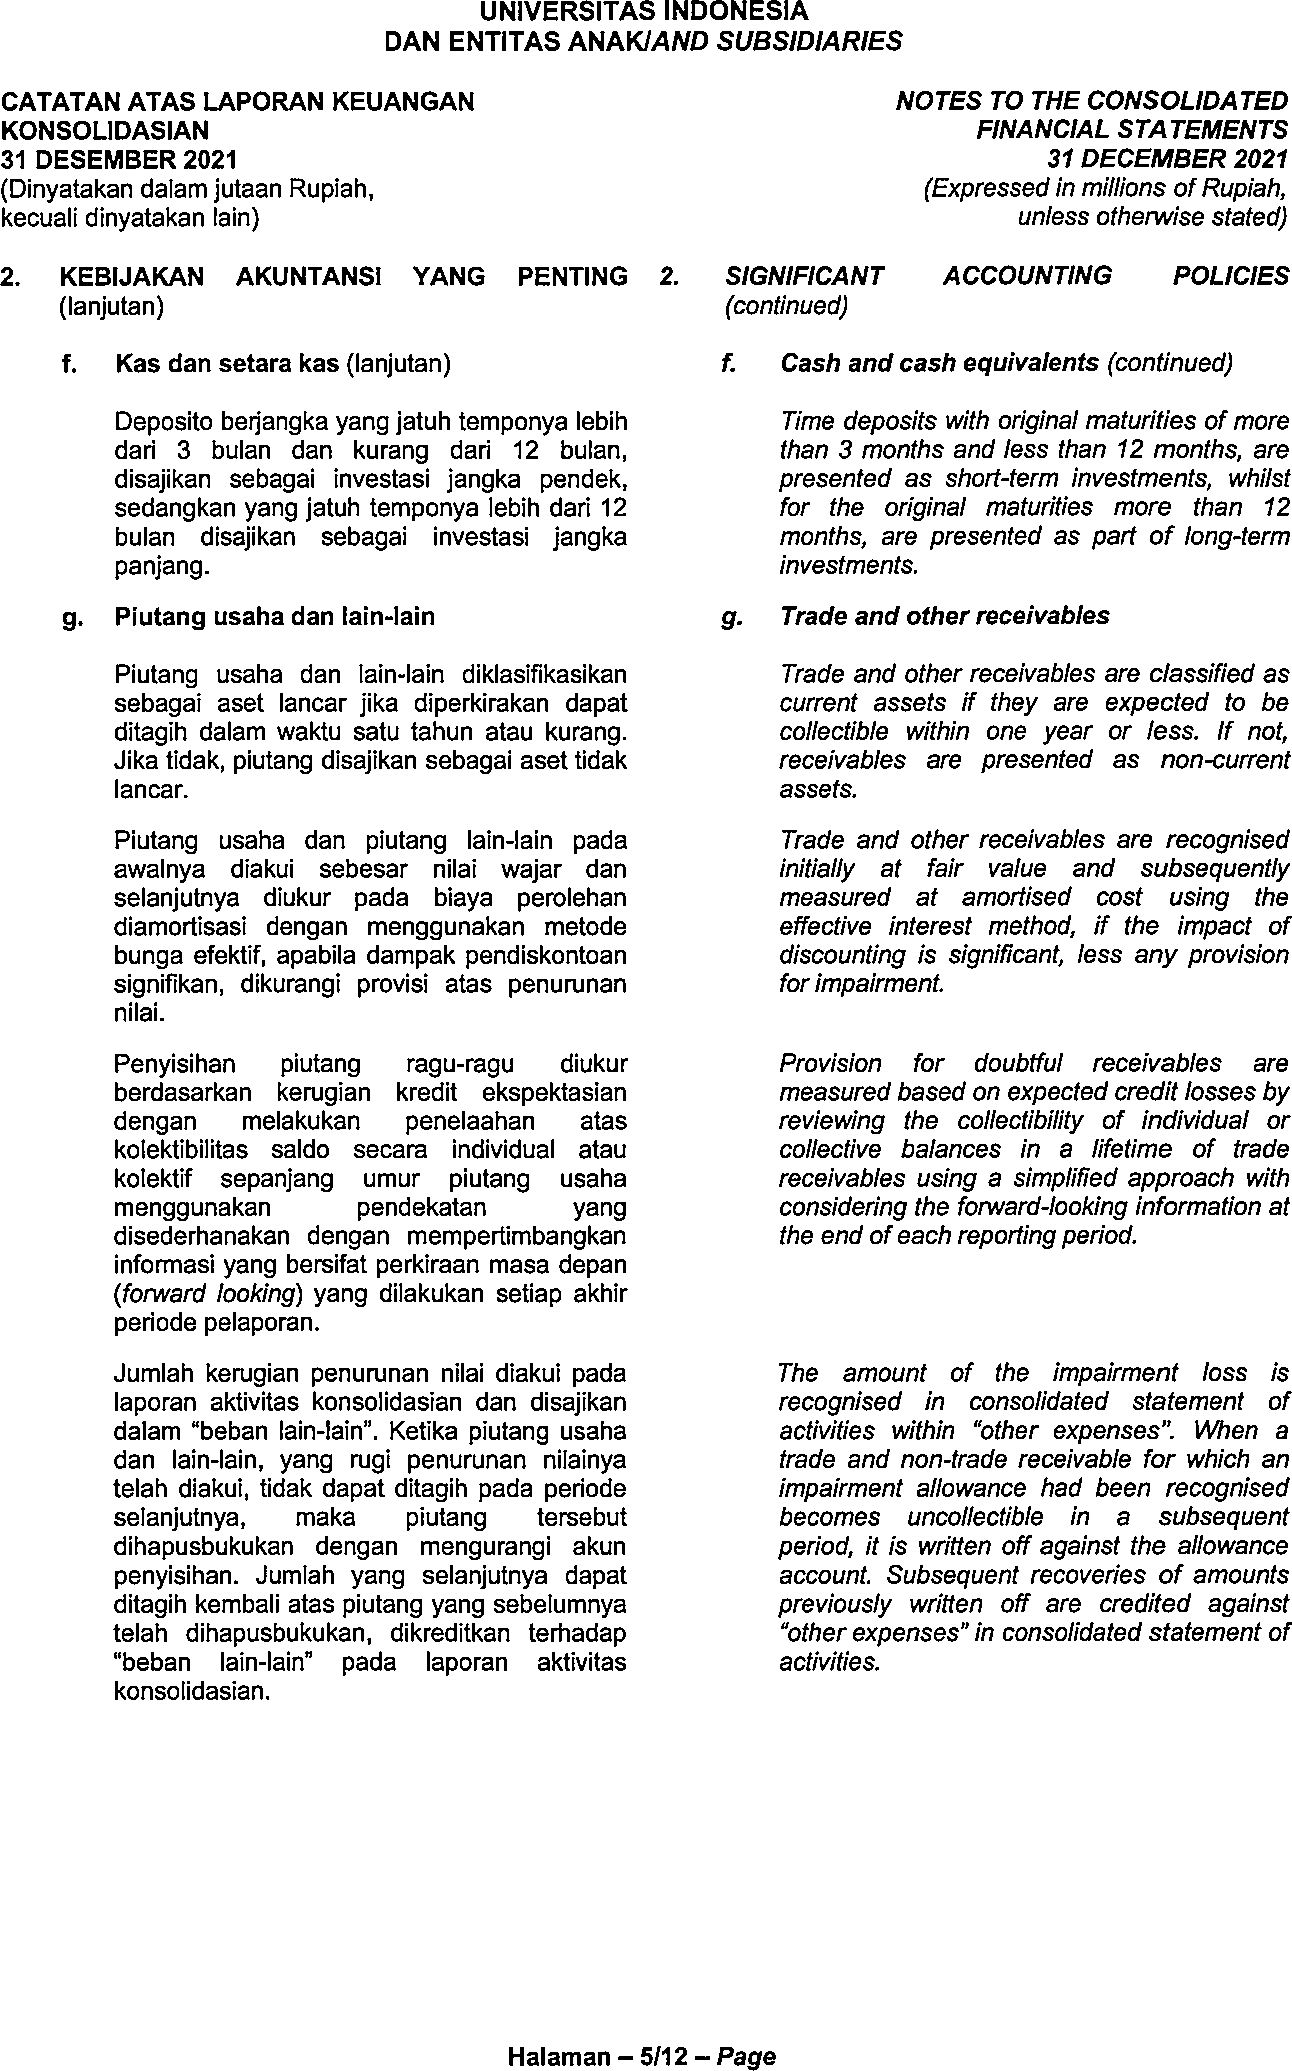 UNIVERSITAS INDONESIA
DAN ENTITAS ANAK/AND SUBSIDIARIES
CATATAN ATAS LAPORAN KEUANGAN
KONSOLIDASIAN
31 DESEMBER 2021
(Dinyatakan dalam jutaan Rupiah,
kecuali dinyatakan lain)
NOTES TO THE CONSOLIDATED
FINANCIAL STATEMENTS
31 DECEMBER 2021
(Expressed in millions of Rupiah,
unless otherwise stated)
2. KEBIJAKAN AKUNTANSI YANG PENTING
(lanjutan)
f. Kas dan setara kas (lanjutan)
Deposito berjangka yang jatuh temponya lebih
dari 3 bulan dan kurang dari 12 bulan,
disajikan sebagai investasi jangka pendek,
sedangkan yang jatuh temponya lebih dari 12
bulan disajikan sebagai investasi jangka
panjang.
g. Piutang usaha dan lain-lain
Piutang usaha dan lain-lain diklasifikasikan
sebagai aset lancar jika diperkirakan dapat
ditagih dalam waktu satu tahun atau kurang.
Jika tidak, piutang disajikan sebagai aset tidak
lancar.
Piutang usaha dan piutang lain-lain pada
awalnya diakui sebesar nilai wajar dan
selanjutnya diukur pada biaya perolehan
diamortisasi dengan menggunakan metode
bunga efektif, apabila dampak pendiskontoan
signifikan, dikurangi provisi atas penurunan
nilai.
Penyisihan piutang ragu-ragu diukur
berdasarkan kerugian kredit ekspektasian
dengan melakukan penelaahan atas
kolektibilitas saldo secara individual atau
kolektif sepanjang umur piutang usaha
menggunakan pendekatan yang
disederhanakan dengan mempertimbangkan
informasi yang bersifat perkiraan masa depan
(forward looking) yang dilakukan setiap akhir
periode pelaporan.
Jumlah kerugian penurunan nilai diakui pada
laporan aktivitas konsolidasian dan disajikan
dalam “beban lain-lain”. Ketika piutang usaha
dan lain-lain, yang rugi penurunan nilainya
telah diakui, tidak dapat ditagih pada periode
selanjutnya, maka piutang tersebut
dihapusbukukan dengan mengurangi akun
penyisihan. Jumlah yang selanjutnya dapat
ditagih kembali atas piutang yang sebelumnya
telah dihapusbukukan, dikreditkan terhadap
“beban lain-lain” pada laporan aktivitas
konsolidasian.
2. SIGNIFICANT ACCOUNTING POLICIES
(continued)
f. Cash and cash equivalents (continued)
Time deposits with original maturities of more
than 3 months and less than 12 months, are
presented as short-term investments, whilst
for the original maturities more than 12
months, are presented as part of long-term
investments.
g. Trade and other receivables
Trade and other receivables are classified as
current assets if they are expected to be
collectible within one year or less. If not,
receivables are presented as non-current
assets.
Trade and other receivables are recognised
initially at fair value and subsequently
measured at amortised cost using the
effective interest method, if the impact of
discounting is significant, less any provision
for impairment.
Provision for doubtful receivables are
measured based on expected credit losses by
reviewing the collectibility of individual or
collective balances in a lifetime of trade
receivables using a simplified approach with
considering the forward-looking information at
the end of each reporting period.
The amount of the impairment loss is
recognised in consolidated statement of
activities within “other expenses”. When a
trade and non-trade receivable for which an
impairment allowance had been recognised
becomes uncollectible in a subsequent
period, it is written off against the allowance
account. Subsequent recoveries of amounts
previously written off are credited against
“other expenses” in consolidated statement of
activities.
Halaman – 5/12 – Page